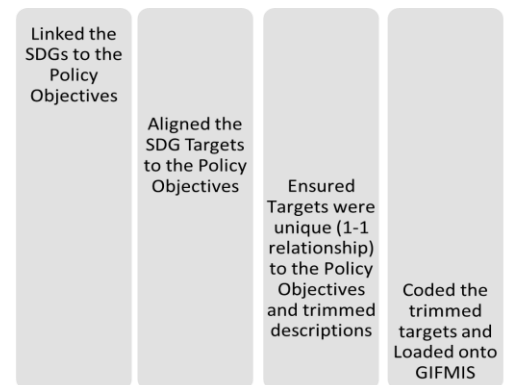 Linked the
SDGs to the
Policy
Objectives
Aligned the
SDG Targets
to the Policy
Objectives
Ensured
Targets were
unique (1-1
relationship)
to the Policy
Objectives
and trimmed
descriptions
Coded the
trimmed
targets and
Loaded onto
GIFMIS